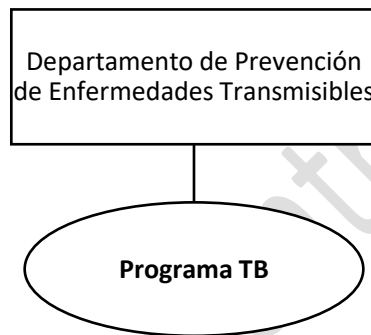 Departamento de Prevención
de Enfermedades Transmisibles
Programa TB